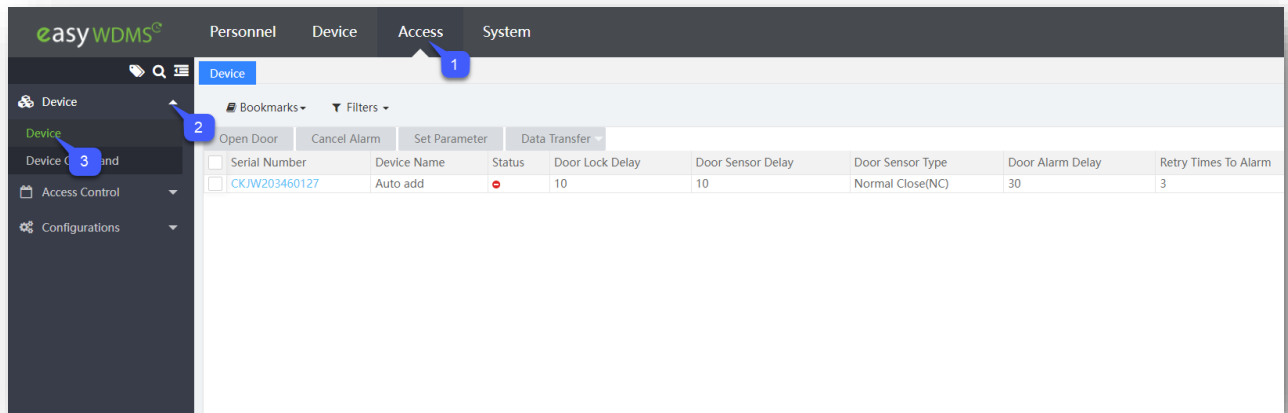 easy WDMS
Personnel Device Access System
1
Device
Device
Bookmarks Filters
2
Device
Open Door Cancel Alarm Set Parameter Data Transfer
3
Device and
Serial Number Device Name Status Door Lock Delay Door Sensor Delay Door Sensor Type Door Alarm Delay Retry Times To Alarm
CKJW203460127 Auto add 10 10 Normal Close(NC) 30 3
Access Control
Configurations